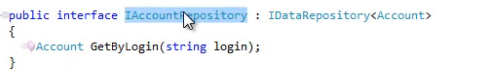 public interface IAccountRepository : IDataRepository<Account>
{
Account GetByLogin(string login);
}